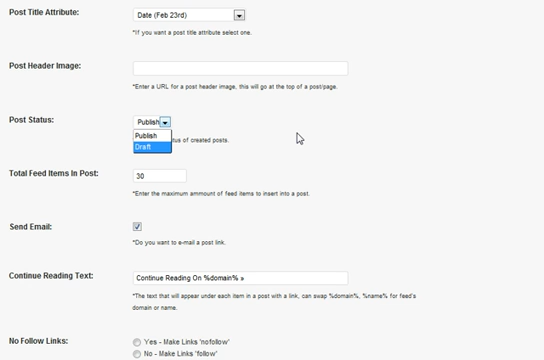 Post Title Attribute:
Date (Feb 23rd)
*If you want a post title attribute select one.
Post Header Image:
*Enter a URL for a post header image, this will go at the top of a post/page.
Post Status:
Publish
Publish
Draft
tus of created posts.
Total Feed Items In Post:
30
*Enter the maximum ammount of feed items to insert into a post.
Send Email:
*Do you want to e-mail a post link.
Continue Reading Text:
Continue Reading On %domain% »
*The text that will appear under each item in a post with a link, can swap %domain%, %name% for feed's
domain or name.
No Follow Links:
Yes - Make Links 'nofollow'
No - Make Links 'follow'